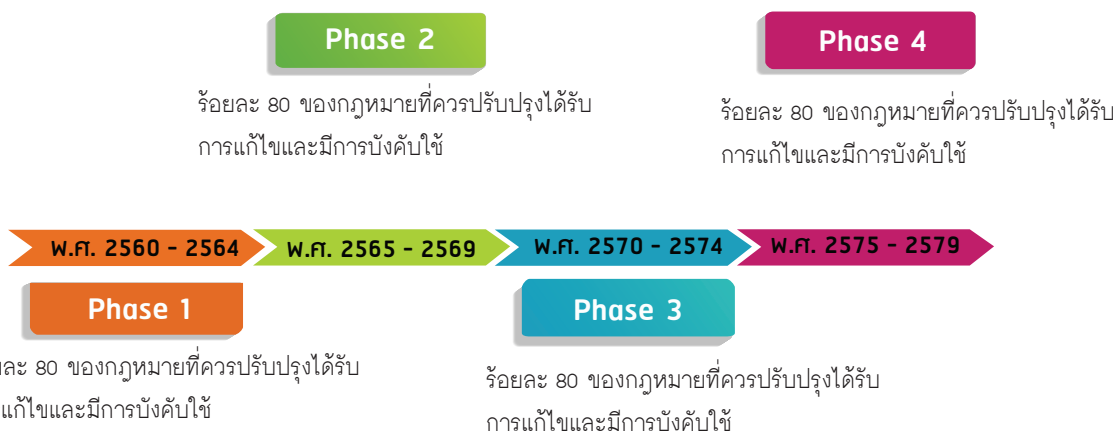 Phase 2
ร้อยละ 80 ของกฎหมายที่ควรปรับปรุงได้รับ
การแก้ไขและมีการบังคับใช้
Phase 4
ร้อยละ 80 ของกฎหมายที่ควรปรับปรุงได้รับ
การแก้ไขและมีการบังคับใช้
พ.ศ. 2560 - 2564
พ.ศ. 2565 - 2569
พ.ศ. 2570 - 2574
พ.ศ. 2575 - 2579
Phase 1
ละ 80 ของกฎหมายที่ควรปรับปรุงได้รับ
แก้ไขและมีการบังคับใช้
Phase 3
ร้อยละ 80 ของกฎหมายที่ควรปรับปรุงได้รับ
การแก้ไขและมีการบังคับใช้